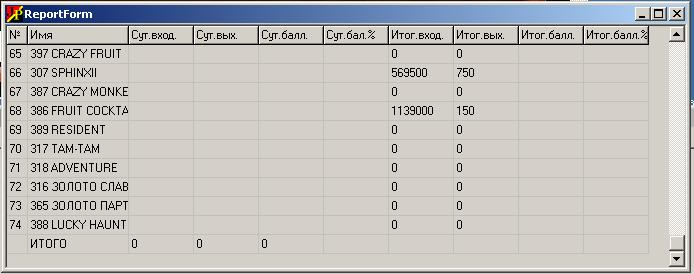 ReportForm
№ Имя Сут.вход. Сут.вых. Сут.балл. Сут.бал.% Итог.вход. Итог.вых. Итог.балл. Итог.балл.%
65 397 CRAZY FRUIT 0 0
66 307 SPHINXII 569500 750
67 387 CRAZY MONKE 0 0
68 386 FRUIT COCKTA 1139000 150
69 389 RESIDENT 0 0
70 317 ТАМ-ТАМ 0 0
71 318 ADVENTURE 0 0
72 316 ЗОЛОТО СЛАВ 0 0
73 365 ЗОЛОТО ПАРТ 0 0
74 388 LUCKY HAUNT 0 0
ИТОГО 0 0 0